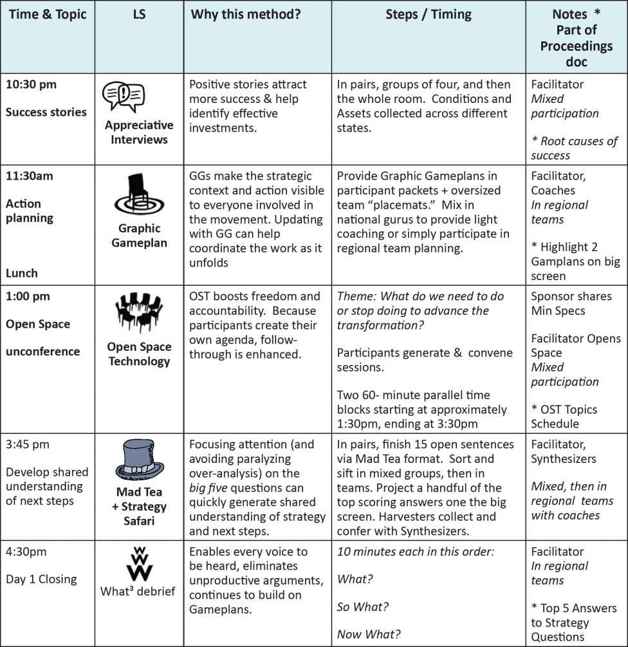 Time & Topic
LS
Why this method?
Steps / Timing
Notes *
Part of
Proceedings
doc
10:30 pm
Success stories
Appreciative
Interviews
Positive stories attract
more success & help
identify effective
investments.
In pairs, groups of four, and then
the whole room. Conditions and
Assets collected across different
states.
Facilitator
Mixed
participation
* Root causes of
success
11:30am
Action
planning
Lunch
Graphic
Gameplan
GGs make the strategic
context and action visible
to everyone involved in
the movement. Updating
with GG can help
coordinate the work as it
unfolds
Provide Graphic Gameplans in
participant packets + oversized
team “placemats.” Mix in
national gurus to provide light
coaching or simply participate in
regional team planning.
Facilitator,
Coaches
In regional
teams
* Highlight 2
Gamplans on big
screen
1:00 pm
Open Space
unconference
Open Space
Technology
OST boosts freedom and
accountability. Because
participants create their
own agenda, follow-
through is enhanced.
Theme: What do we need to do
or stop doing to advance the
transformation?
Participants generate & convene
sessions.
Two 60- minute parallel time
blocks starting at approximately
1:30pm, ending at 3:30pm
Sponsor shares
Min Specs
Facilitator Opens
Space
Mixed
participation
* OST Topics
Schedule
3:45 pm
Develop shared
understanding
of next steps
Mad Tea
+ Strategy
Safari
Focusing attention (and
avoiding paralyzing
over-analysis) on the
big five questions can
quickly generate shared
understanding of strategy
and next steps.
In pairs, finish 15 open sentences
via Mad Tea format. Sort and
sift in mixed groups, then in
teams. Project a handful of the
top scoring answers one the big
screen. Harvesters collect and
confer with Synthesizers.
Facilitator,
Synthesizers
Mixed, then in
regional teams
with coaches
4:30pm
Day 1 Closing
W
W
W
What³ debrief
Enables every voice to
be heard, eliminates
unproductive arguments,
continues to build on
Gameplans.
10 minutes each in this order:
What?
So What?
Now What?
Facilitator
In regional
teams
* Top 5 Answers
to Strategy
Questions